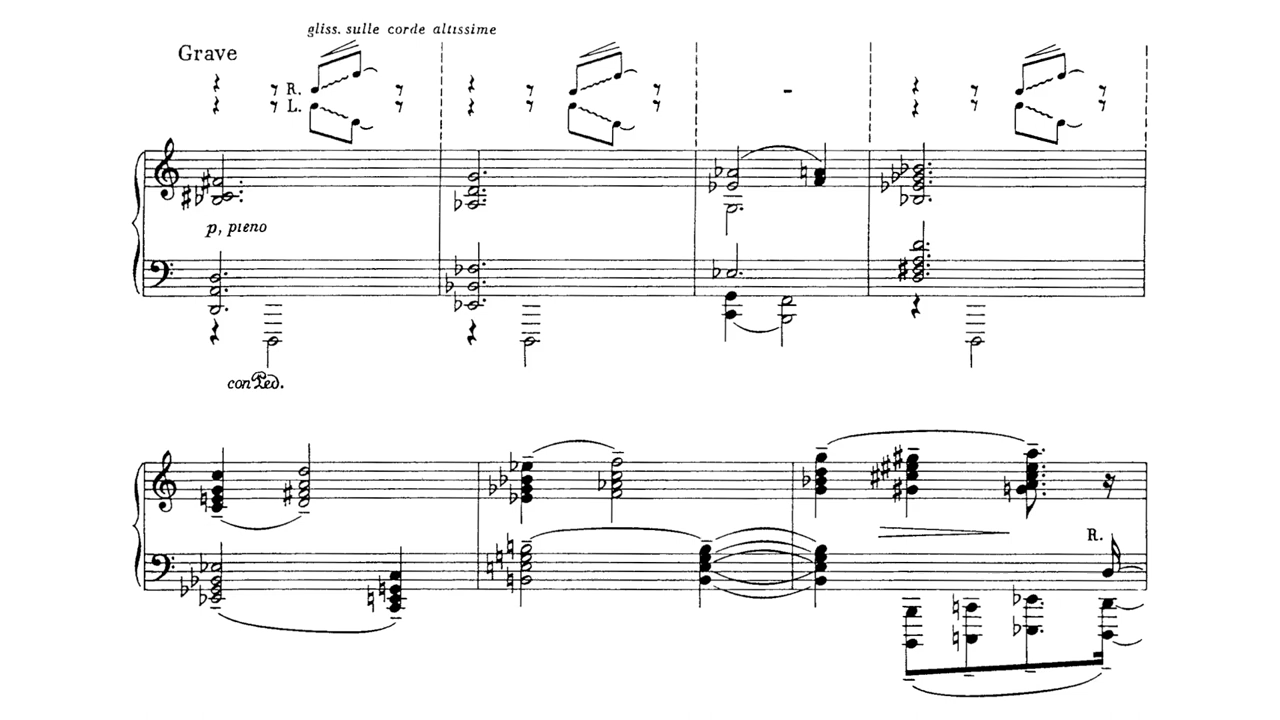 gliss. sulle corde altissime
Grave
R.
L.
p, pieno
con Ped.
R.